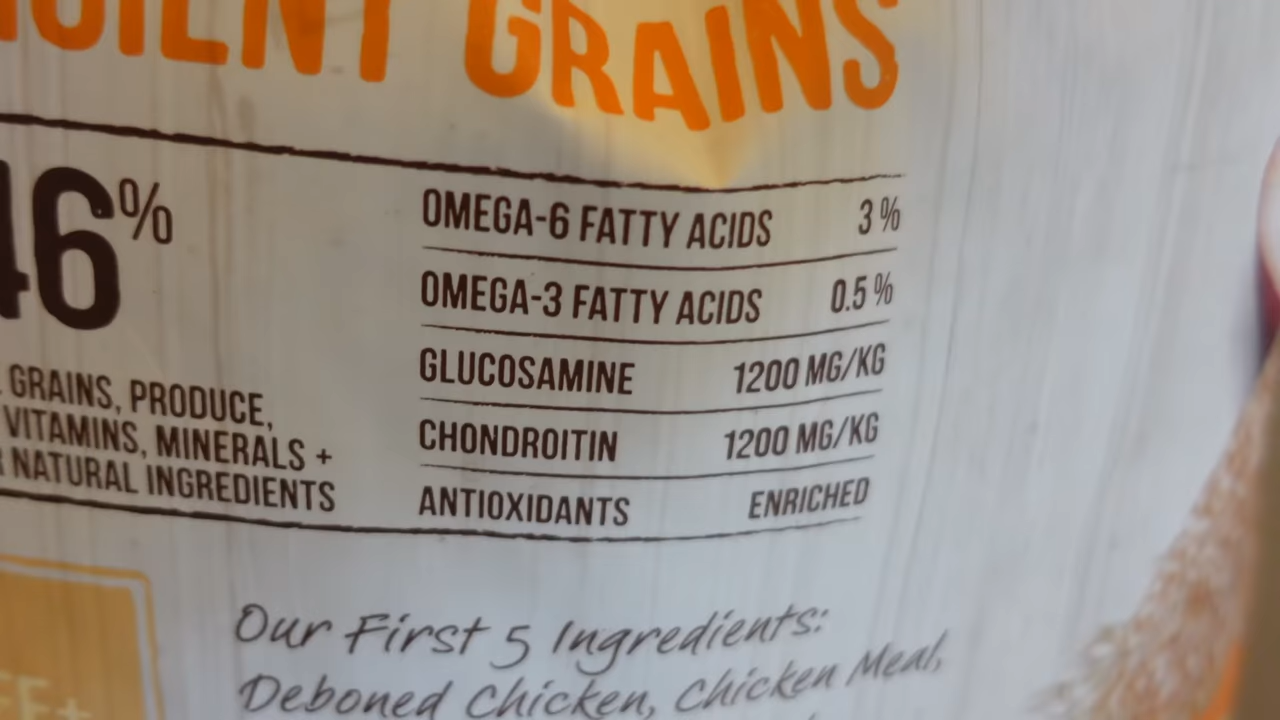 GRAINS
46%
OMEGA-6 FATTY ACIDS 3%
OMEGA-3 FATTY ACIDS 0.5%
GLUCOSAMINE 1200 MG/KG
CHONDROITIN 1200 MG/KG
ANTIOXIDANTS ENRICHED
GRAINS, PRODUCE,
VITAMINS, MINERALS +
NATURAL INGREDIENTS
Our First 5 Ingredients:
Deboned Chicken, Chicken Meal,